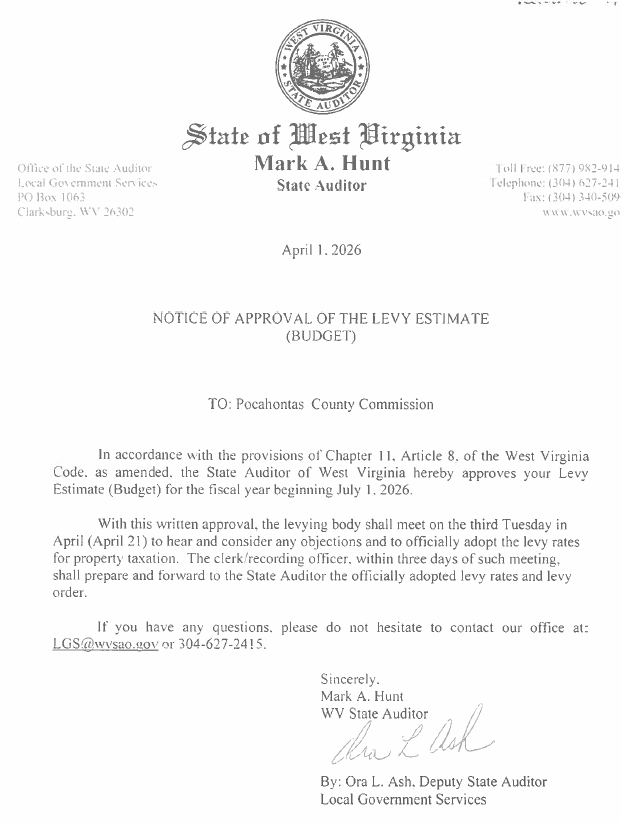 WEST VIRGINIA
STATE AUDITOR
State of West Virginia
Mark A. Hunt
State Auditor
Office of the State Auditor
Local Government Services
PO Box 1063
Clarksburg, WV 26302
Toll Free: (877) 982-914
Telephone: (304) 627-241
Fax: (304) 340-509
www.wvsao.go
April 1, 2026
NOTICE OF APPROVAL OF THE LEVY ESTIMATE
(BUDGET)
TO: Pocahontas County Commission
In accordance with the provisions of Chapter 11, Article 8, of the West Virginia
Code, as amended, the State Auditor of West Virginia hereby approves your Levy
Estimate (Budget) for the fiscal year beginning July 1, 2026.
With this written approval, the levying body shall meet on the third Tuesday in
April (April 21) to hear and consider any objections and to officially adopt the levy rates
for property taxation. The clerk/recording officer, within three days of such meeting,
shall prepare and forward to the State Auditor the officially adopted levy rates and levy
order.
If you have any questions, please do not hesitate to contact our office at:
LGS@wvsao.gov or 304-627-2415.
Sincerely,
Mark A. Hunt
WV State Auditor
Ora L Ash
By: Ora L. Ash, Deputy State Auditor
Local Government Services